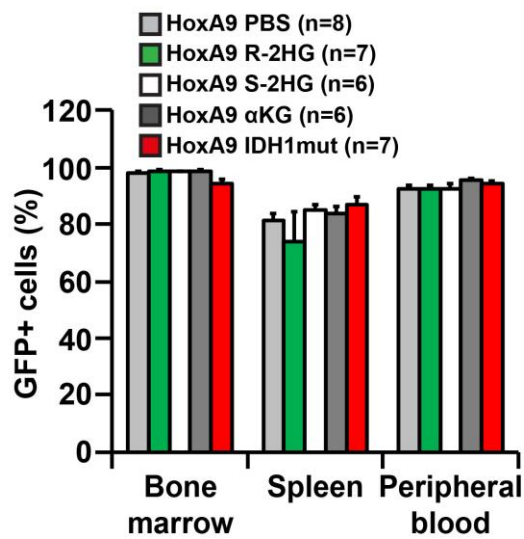 HoxA9 PBS (n=8)
HoxA9 R-2HG (n=7)
HoxA9 S-2HG (n=6)
HoxA9 αKG (n=6)
HoxA9 IDH1mut (n=7)
GFP+ cells (%)
120
100
80
60
40
20
0
Bone
marrow
Spleen
Peripheral
blood